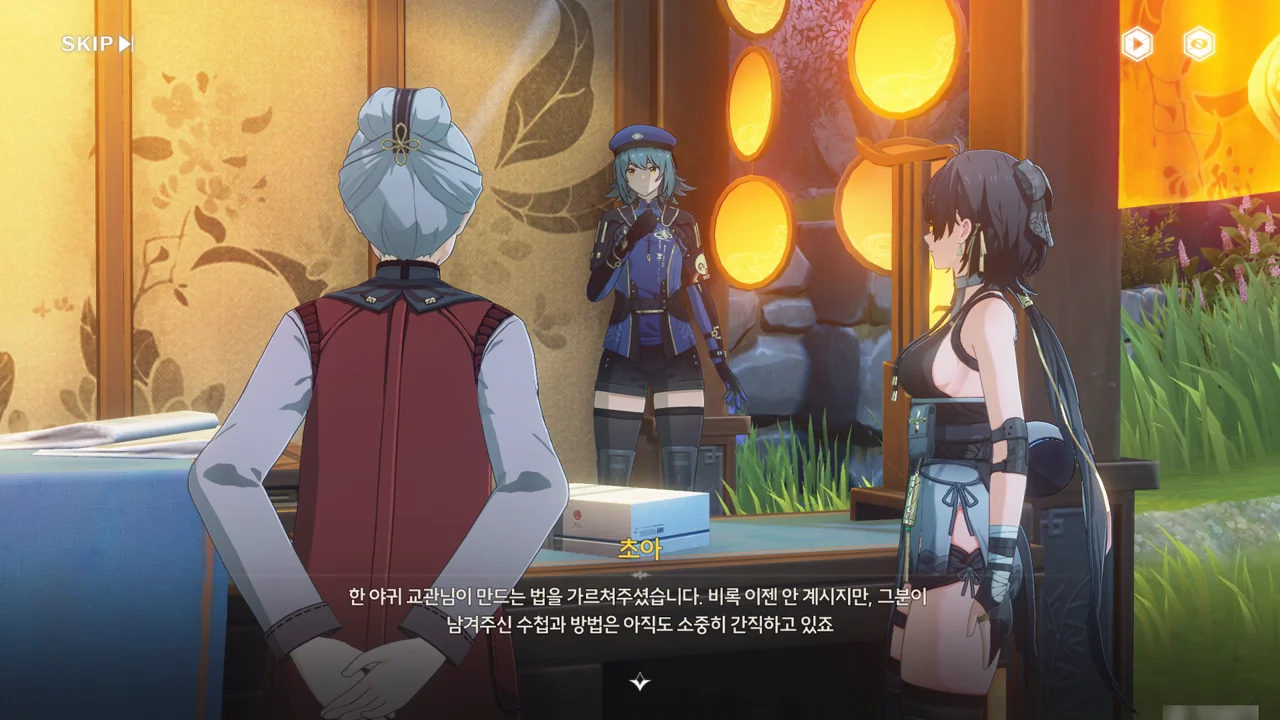 SKIP
초아
한 야귀 교관님이 만드는 법을 가르쳐주셨습니다. 비록 이젠 안 계시지만, 그분이
남겨주신 수첩과 방법은 아직도 소중히 간직하고 있죠